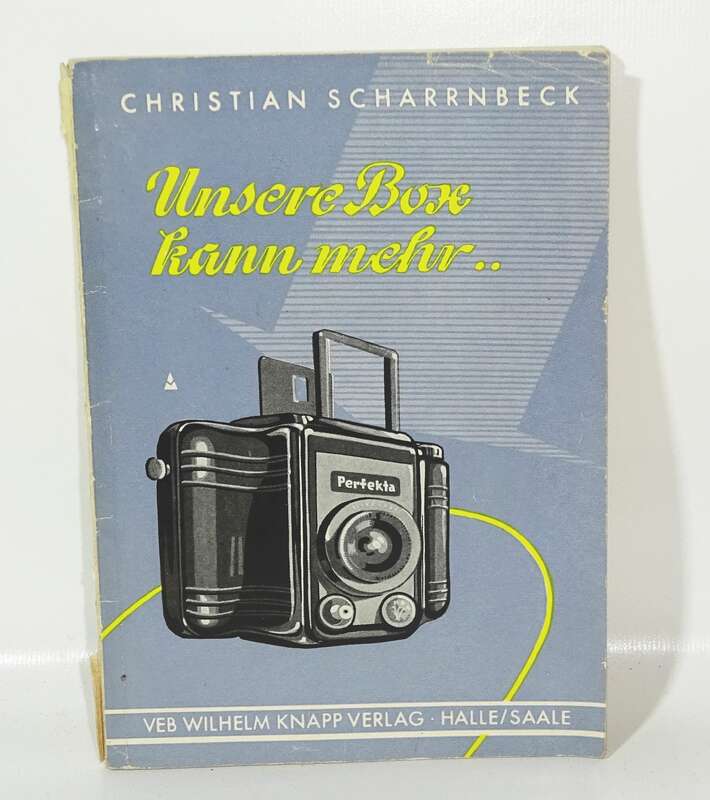 CHRISTIAN SCHARRNBECK
Unsere Box
kann mehr..
Perfekta
VEB WILHELM KNAPP VERLAG · HALLE/SAALE